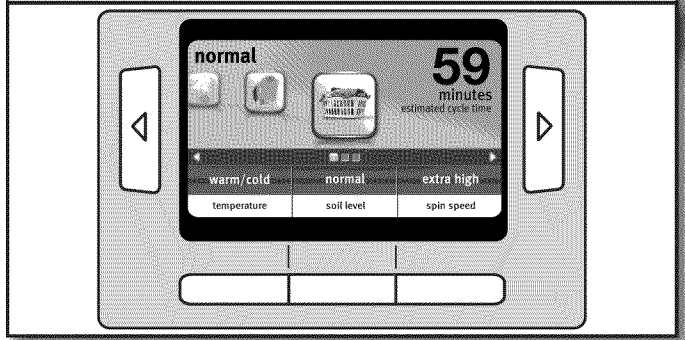 normal
59
minutes
estimated cycle time
warm/cold normal extra high
temperature soil level spin speed